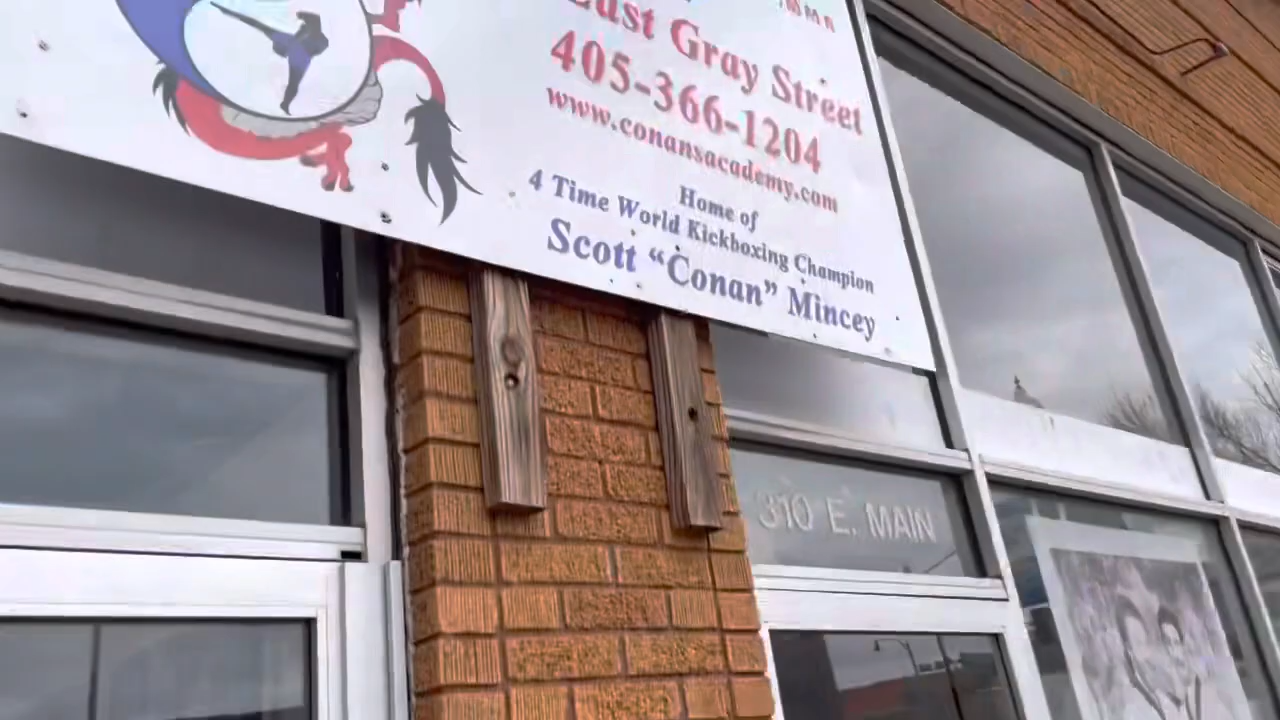 East Gray Street
405-366-1204
www.conansacademy.com
Home of
4 Time World Kickboxing Champion
Scott “Conan” Mincey
310 E. MAIN